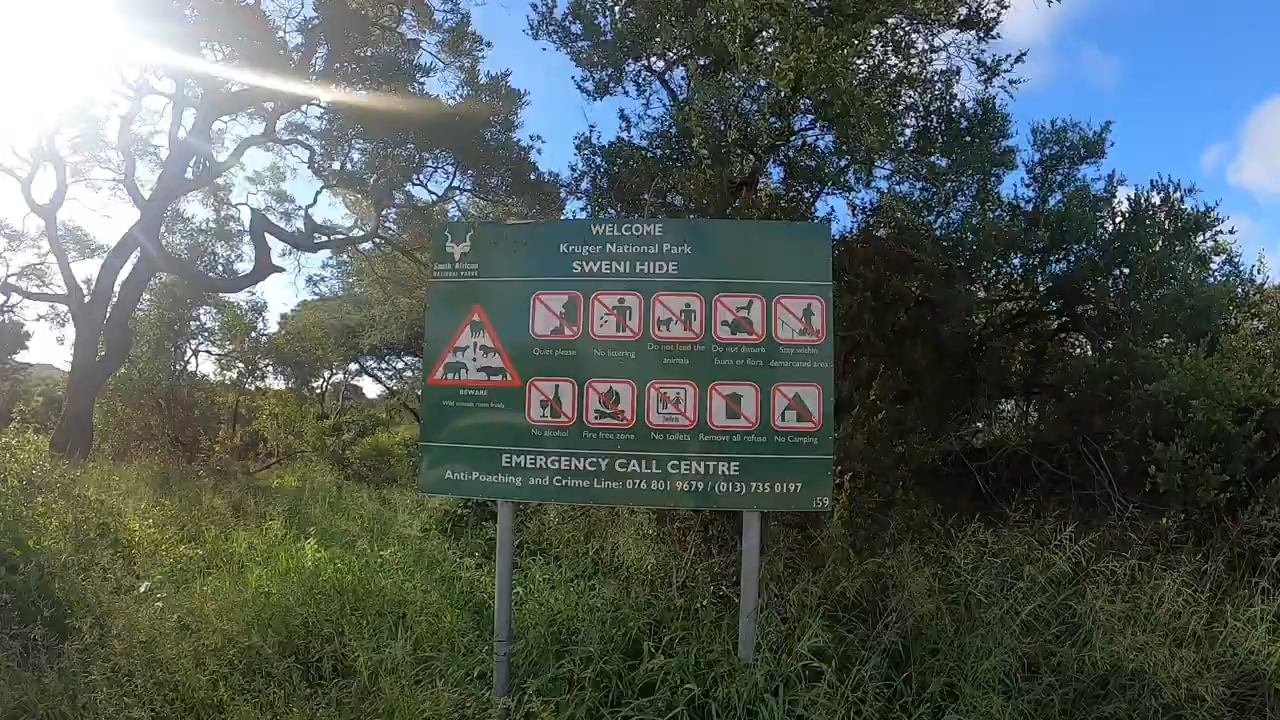 WELCOME
Kruger National Park
SWENI HIDE
South African
NATIONAL PARKS
Quiet please
No littering
Do not feed the
animals
Do not disturb
fauna or flora
Stay within
demarcated area
BEWARE
Wild animals roam freely
No alcohol
Fire free zone
Toilets
No toilets
Remove all refuse
No Camping
EMERGENCY CALL CENTRE
Anti-Poaching and Crime Line: 076 801 9679 / (013) 735 0197
i59